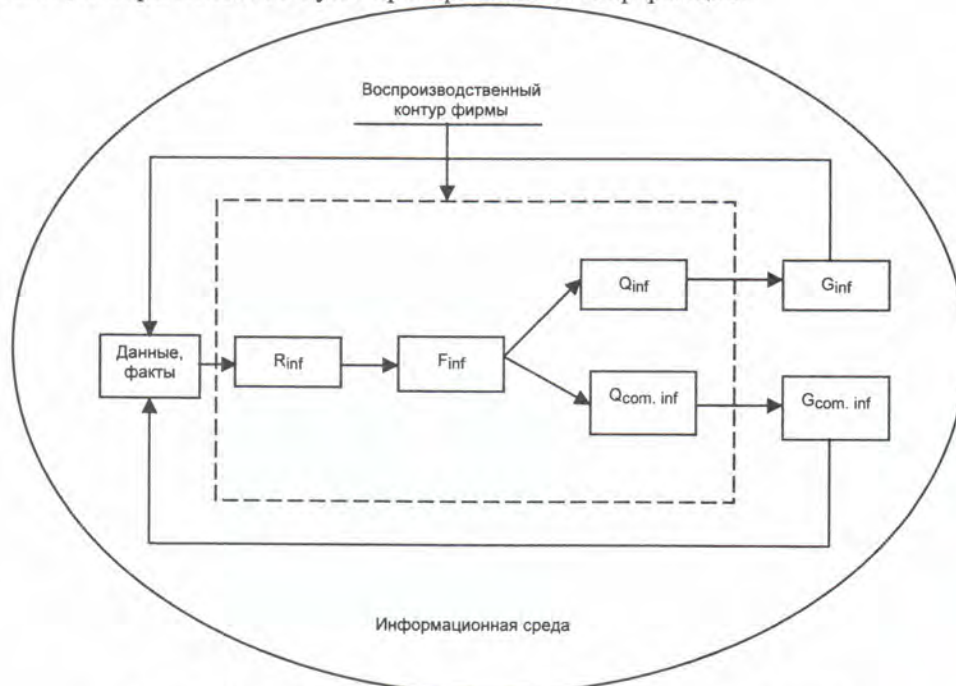 Воспроизводственный
контур фирмы
Qinf
Ginf
Данные,
факты
Rinf
Finf
Qcom. inf
Gcom. inf
Информационная среда